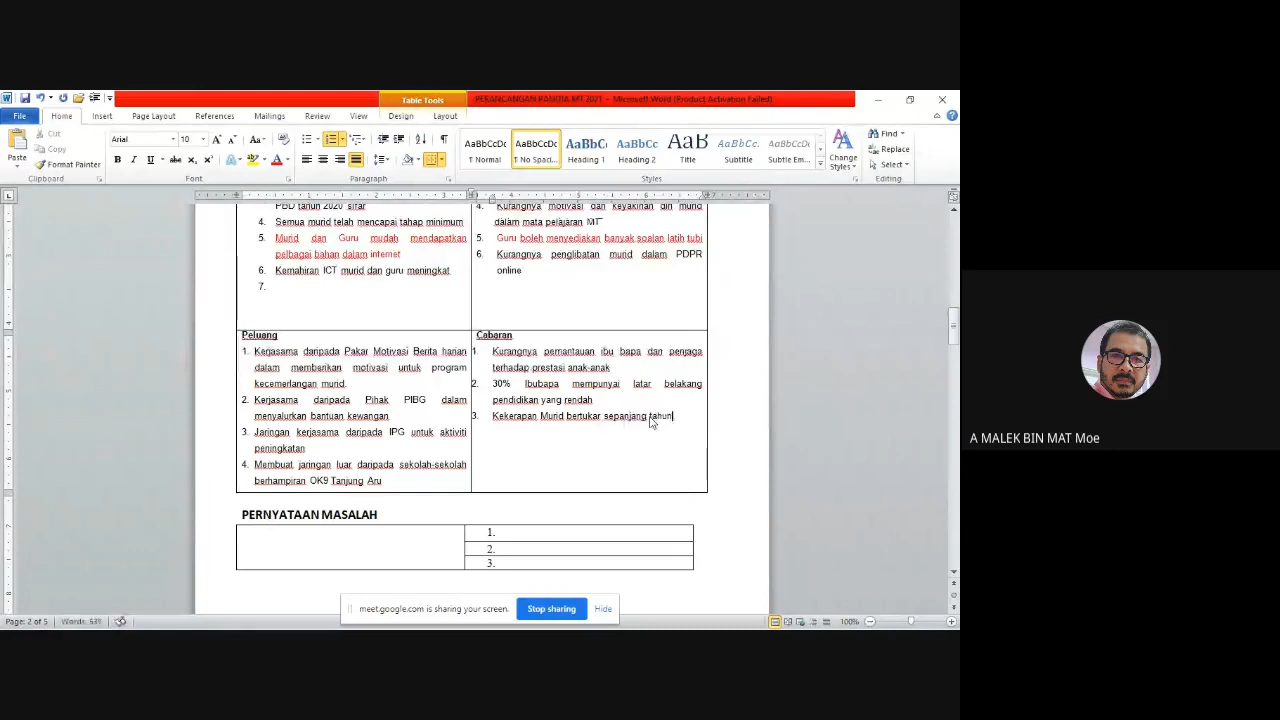 PERANCANGAN PANITIA MT 2021 - Microsoft Word (Product Activation Failed)
Table Tools
File Home Insert Page Layout References Mailings Review View Design Layout
Paste
Cut
Copy
Format Painter
Clipboard
Arial 10
Font
Paragraph
AaBbCcDc AaBbCcDc AaBbC AaBbCc AaB AaBbCc. AaBbCcDc
¶ Normal ¶ No Spaci... Heading 1 Heading 2 Title Subtitle Subtle Em...
Styles
Change Styles
Find
Replace
Select
Editing
PBD tahun 2020 sifar
4. Semua murid telah mencapai tahap minimum
5. Murid dan Guru mudah mendapatkan
pelbagai bahan dalam internet
6. Kemahiran ICT murid dan guru meningkat
7.
4. Kurangnya motivasi dan keyakinan diri murid
dalam mata pelajaran MT
5. Guru boleh menyediakan banyak soalan latih tubi
6. Kurangnya penglibatan murid dalam PDPR
online
Peluang
1. Kerjasama daripada Pakar Motivasi Berita harian
dalam memberikan motivasi untuk program
kecemerlangan murid.
2. Kerjasama daripada Pihak PIBG dalam
menyalurkan bantuan kewangan
3. Jaringan kerjasama daripada IPG untuk aktiviti
peningkatan
4. Membuat jaringan luar daripada sekolah-sekolah
berhampiran OK9 Tanjung Aru
Cabaran
1. Kurangnya pemantauan ibu bapa dan penjaga
terhadap prestasi anak-anak
2. 30% Ibubapa mempunyai latar belakang
pendidikan yang rendah
3. Kekerapan Murid bertukar sepanjang tahun
PERNYATAAN MASALAH
1.
2.
3.
meet.google.com is sharing your screen. Stop sharing Hide
Page: 2 of 5
100%
A MALEK BIN MAT Moe